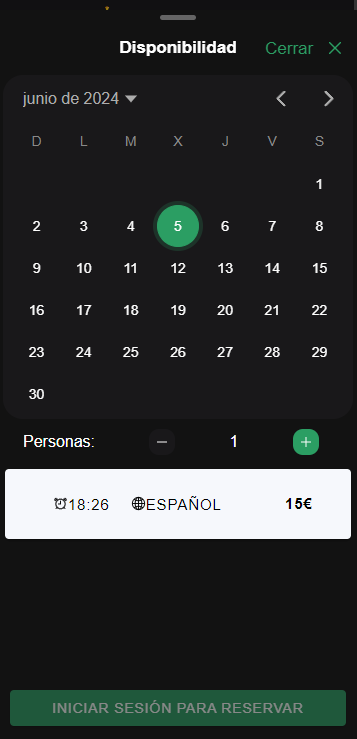 Disponibilidad Cerrar
junio de 2024
D L M X J V S
1
2 3 4 5 6 7 8
9 10 11 12 13 14 15
16 17 18 19 20 21 22
23 24 25 26 27 28 29
30
Personas: 1
18:26 ESPAÑOL 15€
INICIAR SESIÓN PARA RESERVAR